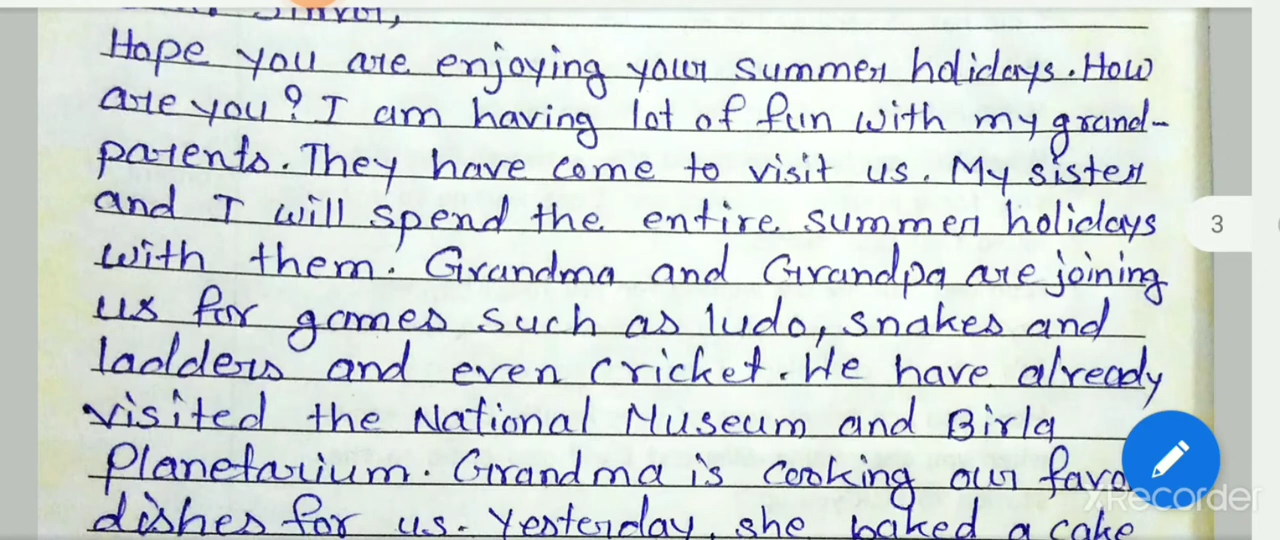 Hope you are enjoying your summer holidays. How
are you? I am having lot of fun with my grand-
parents. They have come to visit us. My sister
and I will spend the entire summer holidays
with them. Grandma and Grandpa are joining
us for games such as ludo, snakes and
ladders and even cricket. We have already
visited the National Museum and Birla
Planetarium. Grandma is cooking our
dishes for us. Yesterday, she baked a cake
3
XRecorder